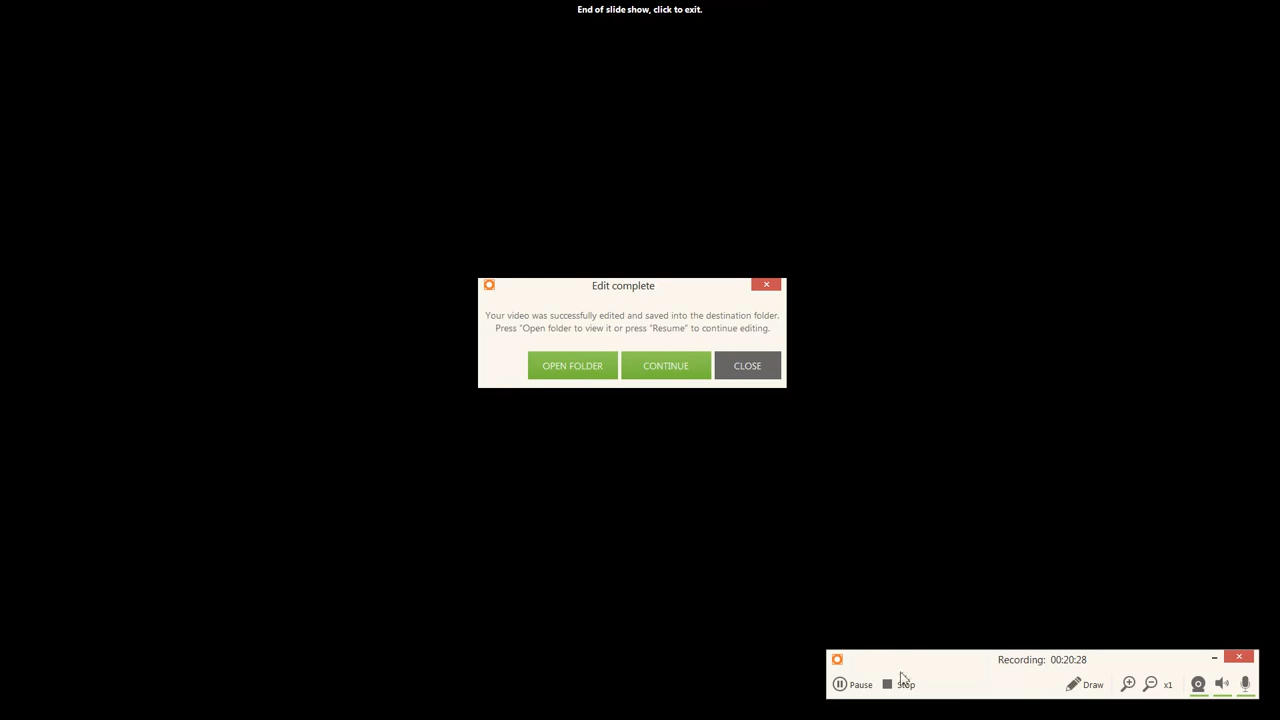 End of slide show, click to exit.
Edit complete
Your video was successfully edited and saved into the destination folder.
Press "Open folder to view it or press "Resume" to continue editing.
OPEN FOLDER CONTINUE CLOSE
Recording: 00:20:28
Pause Stop Draw x1